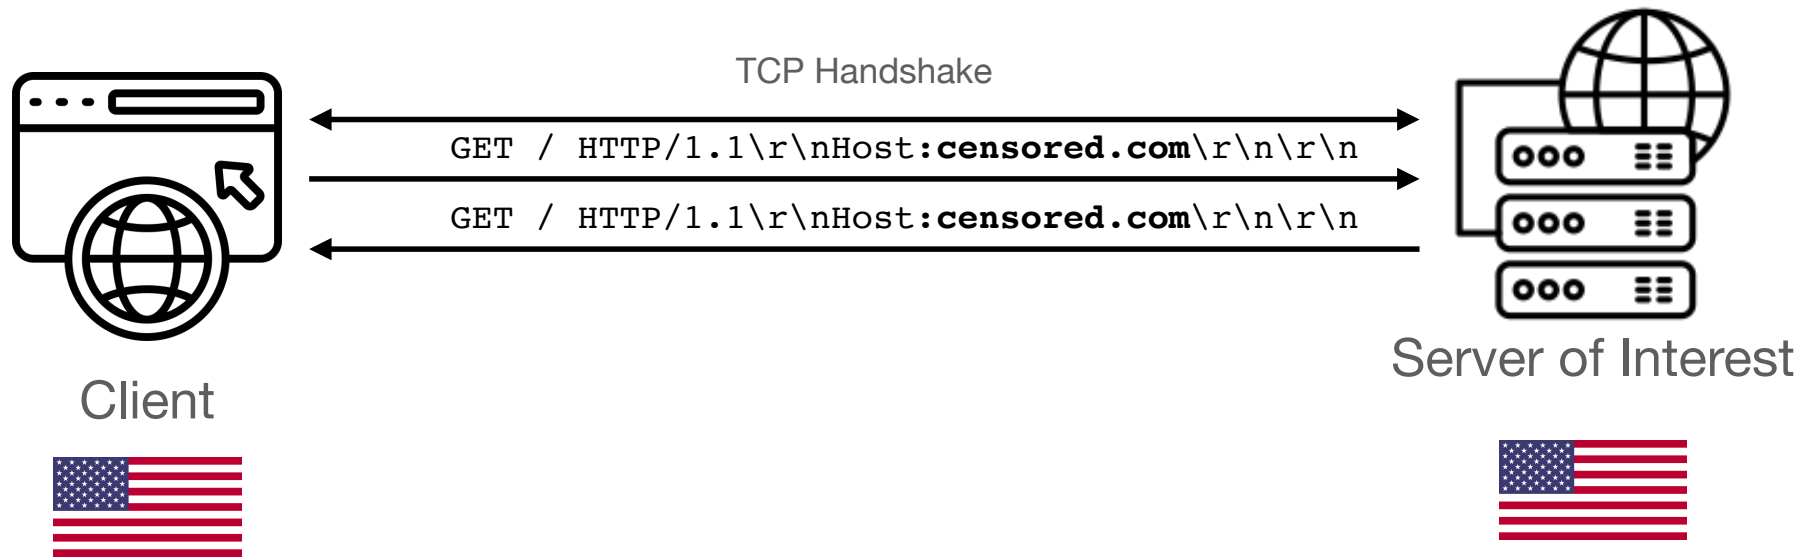 TCP Handshake
GET / HTTP/1.1\r\nHost:censored.com\r\n\r\n
GET / HTTP/1.1\r\nHost:censored.com\r\n\r\n
Client
Server of Interest